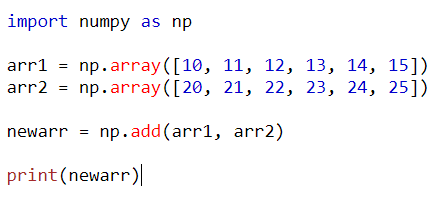 import numpy as np
arr1 = np.array([10, 11, 12, 13, 14, 15])
arr2 = np.array([20, 21, 22, 23, 24, 25])
newarr = np.add(arr1, arr2)
print(newarr)